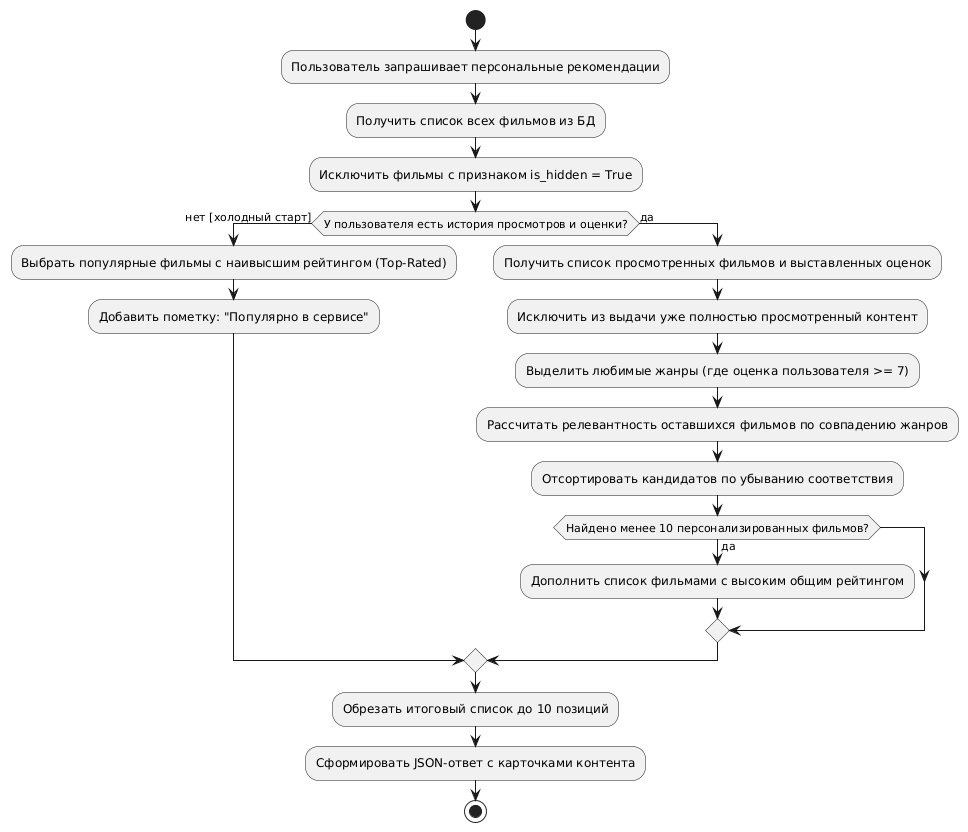 Пользователь запрашивает персональные рекомендации
Получить список всех фильмов из БД
Исключить фильмы с признаком is_hidden = True
нет [холодный старт]
У пользователя есть история просмотров и оценки?
да
Выбрать популярные фильмы с наивысшим рейтингом (Top-Rated)
Добавить пометку: "Популярно в сервисе"
Получить список просмотренных фильмов и выставленных оценок
Исключить из выдачи уже полностью просмотренный контент
Выделить любимые жанры (где оценка пользователя >= 7)
Рассчитать релевантность оставшихся фильмов по совпадению жанров
Отсортировать кандидатов по убыванию соответствия
Найдено менее 10 персонализированных фильмов?
да
Дополнить список фильмами с высоким общим рейтингом
Обрезать итоговый список до 10 позиций
Сформировать JSON-ответ с карточками контента